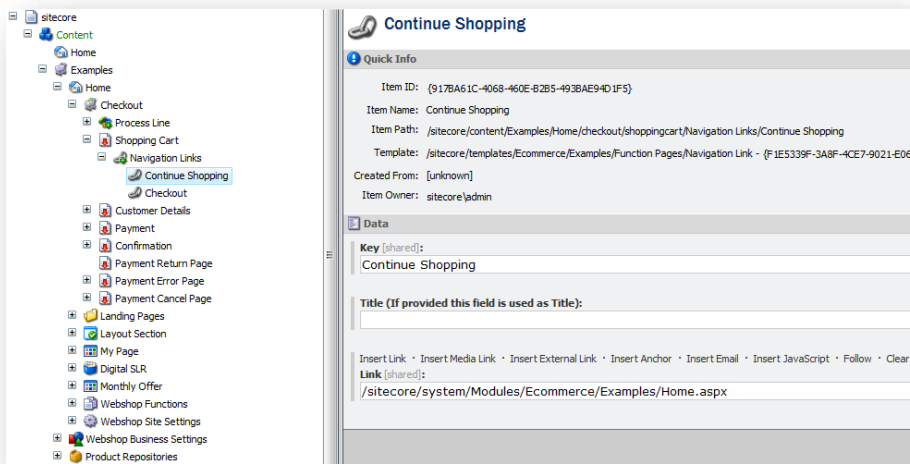 sitecore
Content
Home
Examples
Home
Checkout
Process Line
Shopping Cart
Navigation Links
Continue Shopping
Checkout
Customer Details
Payment
Confirmation
Payment Return Page
Payment Error Page
Payment Cancel Page
Landing Pages
Layout Section
My Page
Digital SLR
Monthly Offer
Webshop Functions
Webshop Site Settings
Webshop Business Settings
Product Repositories
Continue Shopping
Quick Info
Item ID: {917BA61C-4068-460E-B2B5-493BAE94D1F5}
Item Name: Continue Shopping
Item Path: /sitecore/content/Examples/Home/checkout/shoppingcart/Navigation Links/Continue Shopping
Template: /sitecore/templates/Ecommerce/Examples/Function Pages/Navigation Link - {F1E5339F-3A8F-4CE7-9021-E06
Created From: [unknown]
Item Owner: sitecore\admin
Data
Key [shared]:
Continue Shopping
Title (If provided this field is used as Title):
Insert Link · Insert Media Link · Insert External Link · Insert Anchor · Insert Email · Insert JavaScript · Follow · Clear
Link [shared]:
/sitecore/system/Modules/Ecommerce/Examples/Home.aspx